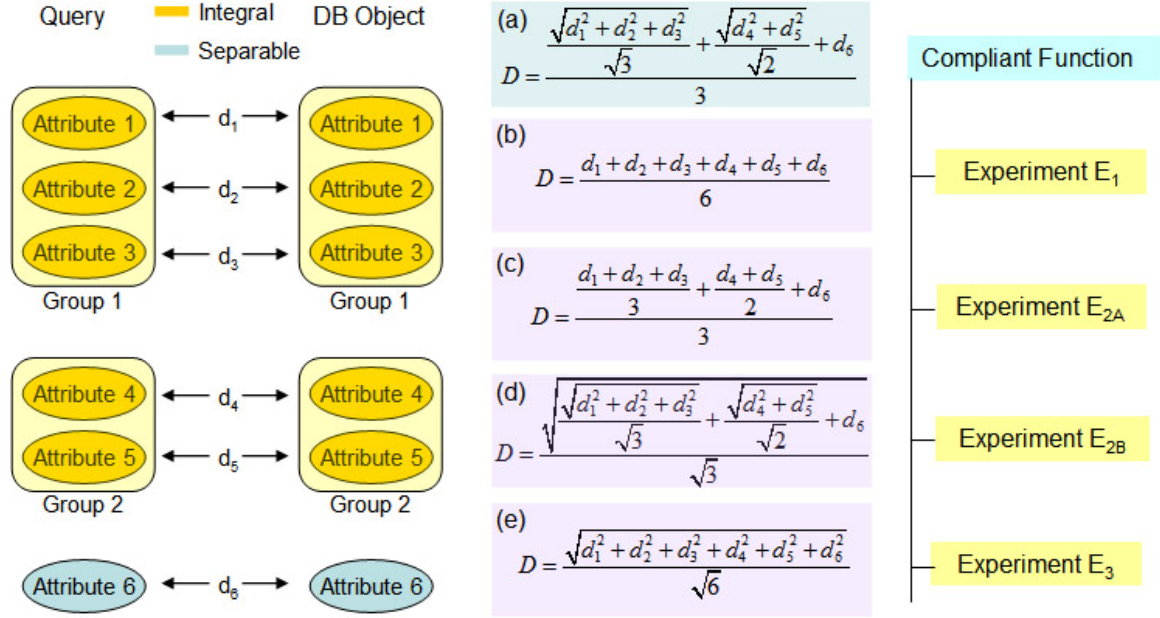 Query
Integral
Separable
DB Object
Attribute 1
d₁
Attribute 1
Attribute 2
d₂
Attribute 2
Attribute 3
d₃
Attribute 3
Group 1
Group 1
Attribute 4
d₄
Attribute 4
Attribute 5
d₅
Attribute 5
Group 2
Group 2
Attribute 6
d₆
Attribute 6
(a)
D = (√(d₁² + d₂² + d₃²)/√3 + √(d₄² + d₅²)/√2 + d₆)/3
(b)
D = (d₁ + d₂ + d₃ + d₄ + d₅ + d₆)/6
(c)
D = ((d₁ + d₂ + d₃)/3 + (d₄ + d₅)/2 + d₆)/3
(d)
D = √(√(d₁² + d₂² + d₃²)/√3 + √(d₄² + d₅²)/√2 + d₆)/√3
(e)
D = √(d₁² + d₂² + d₃² + d₄² + d₅² + d₆²)/√6
Compliant Function
Experiment E₁
Experiment E₂A
Experiment E₂B
Experiment E₃